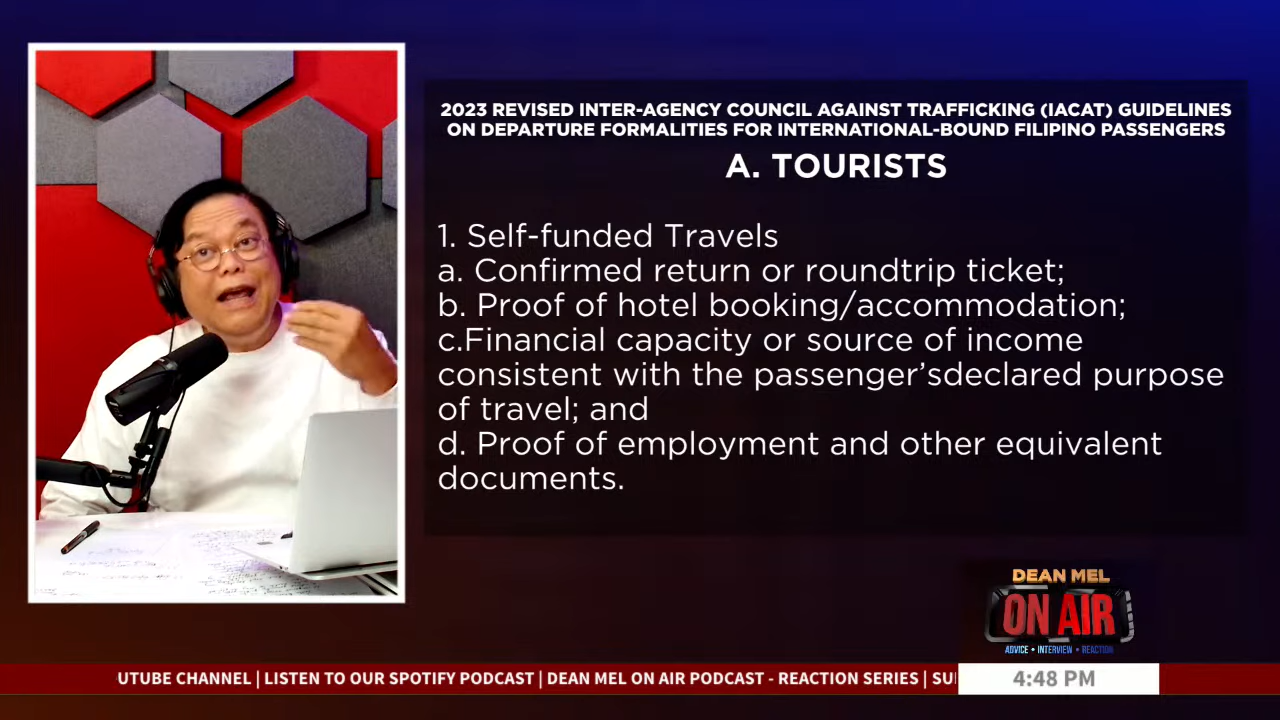 2023 REVISED INTER-AGENCY COUNCIL AGAINST TRAFFICKING (IACAT) GUIDELINES
ON DEPARTURE FORMALITIES FOR INTERNATIONAL-BOUND FILIPINO PASSENGERS
A. TOURISTS
1. Self-funded Travels
a. Confirmed return or roundtrip ticket;
b. Proof of hotel booking/accommodation;
c.Financial capacity or source of income
consistent with the passenger'sdeclared purpose
of travel; and
d. Proof of employment and other equivalent
documents.
DEAN MEL
ON AIR
ADVICE • INTERVIEW • REACTION
UTUBE CHANNEL | LISTEN TO OUR SPOTIFY PODCAST | DEAN MEL ON AIR PODCAST - REACTION SERIES | SU
4:48 PM